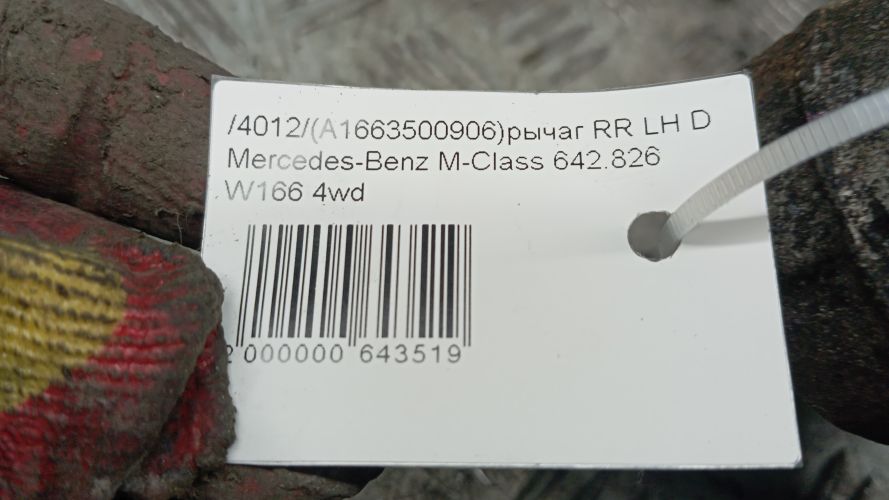 /4012/(A1663500906)рычаг RR LH D
Mercedes-Benz M-Class 642.826
W166 4wd
2 000000 643519